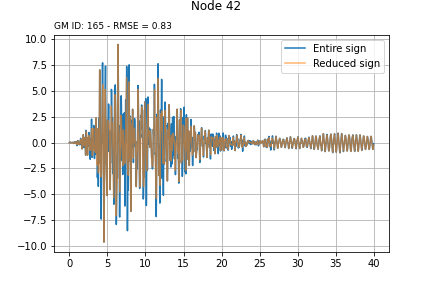 Node 42
GM ID: 165 - RMSE = 0.83
Entire sign
Reduced sign
10.0
7.5
5.0
2.5
0.0
−2.5
−5.0
−7.5
−10.0
0 5 10 15 20 25 30 35 40